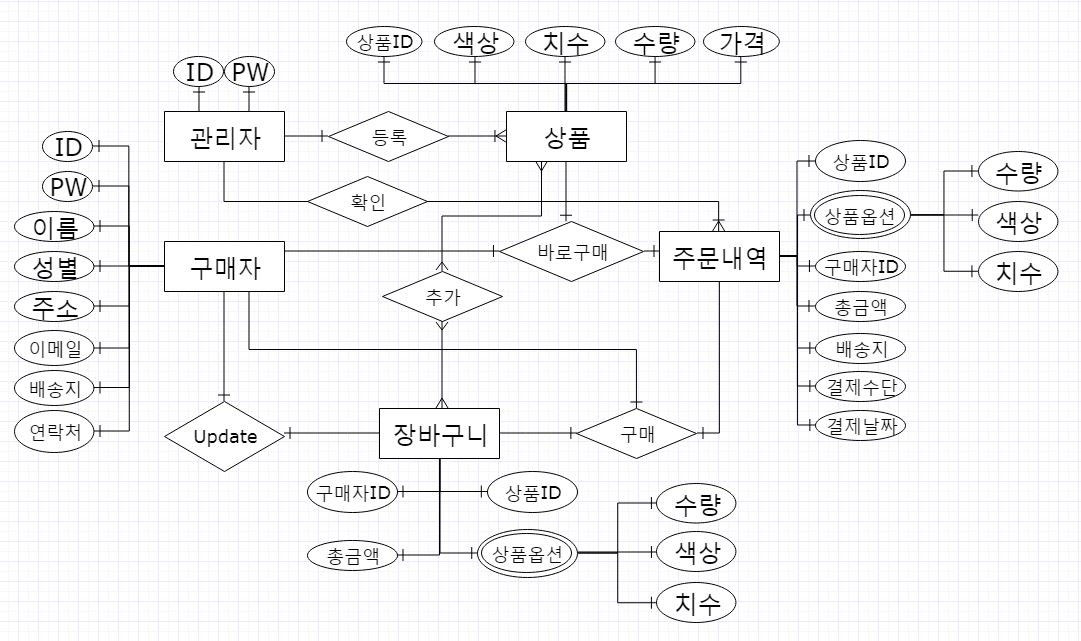 상품ID
색상
치수
수량
가격
ID
PW
관리자
등록
상품
ID
PW
이름
성별
주소
이메일
배송지
연락처
확인
구매자
바로구매
주문내역
추가
상품ID
상품옵션
구매자ID
총금액
배송지
결제수단
결제날짜
수량
색상
치수
Update
장바구니
구매
구매자ID
상품ID
총금액
상품옵션
수량
색상
치수